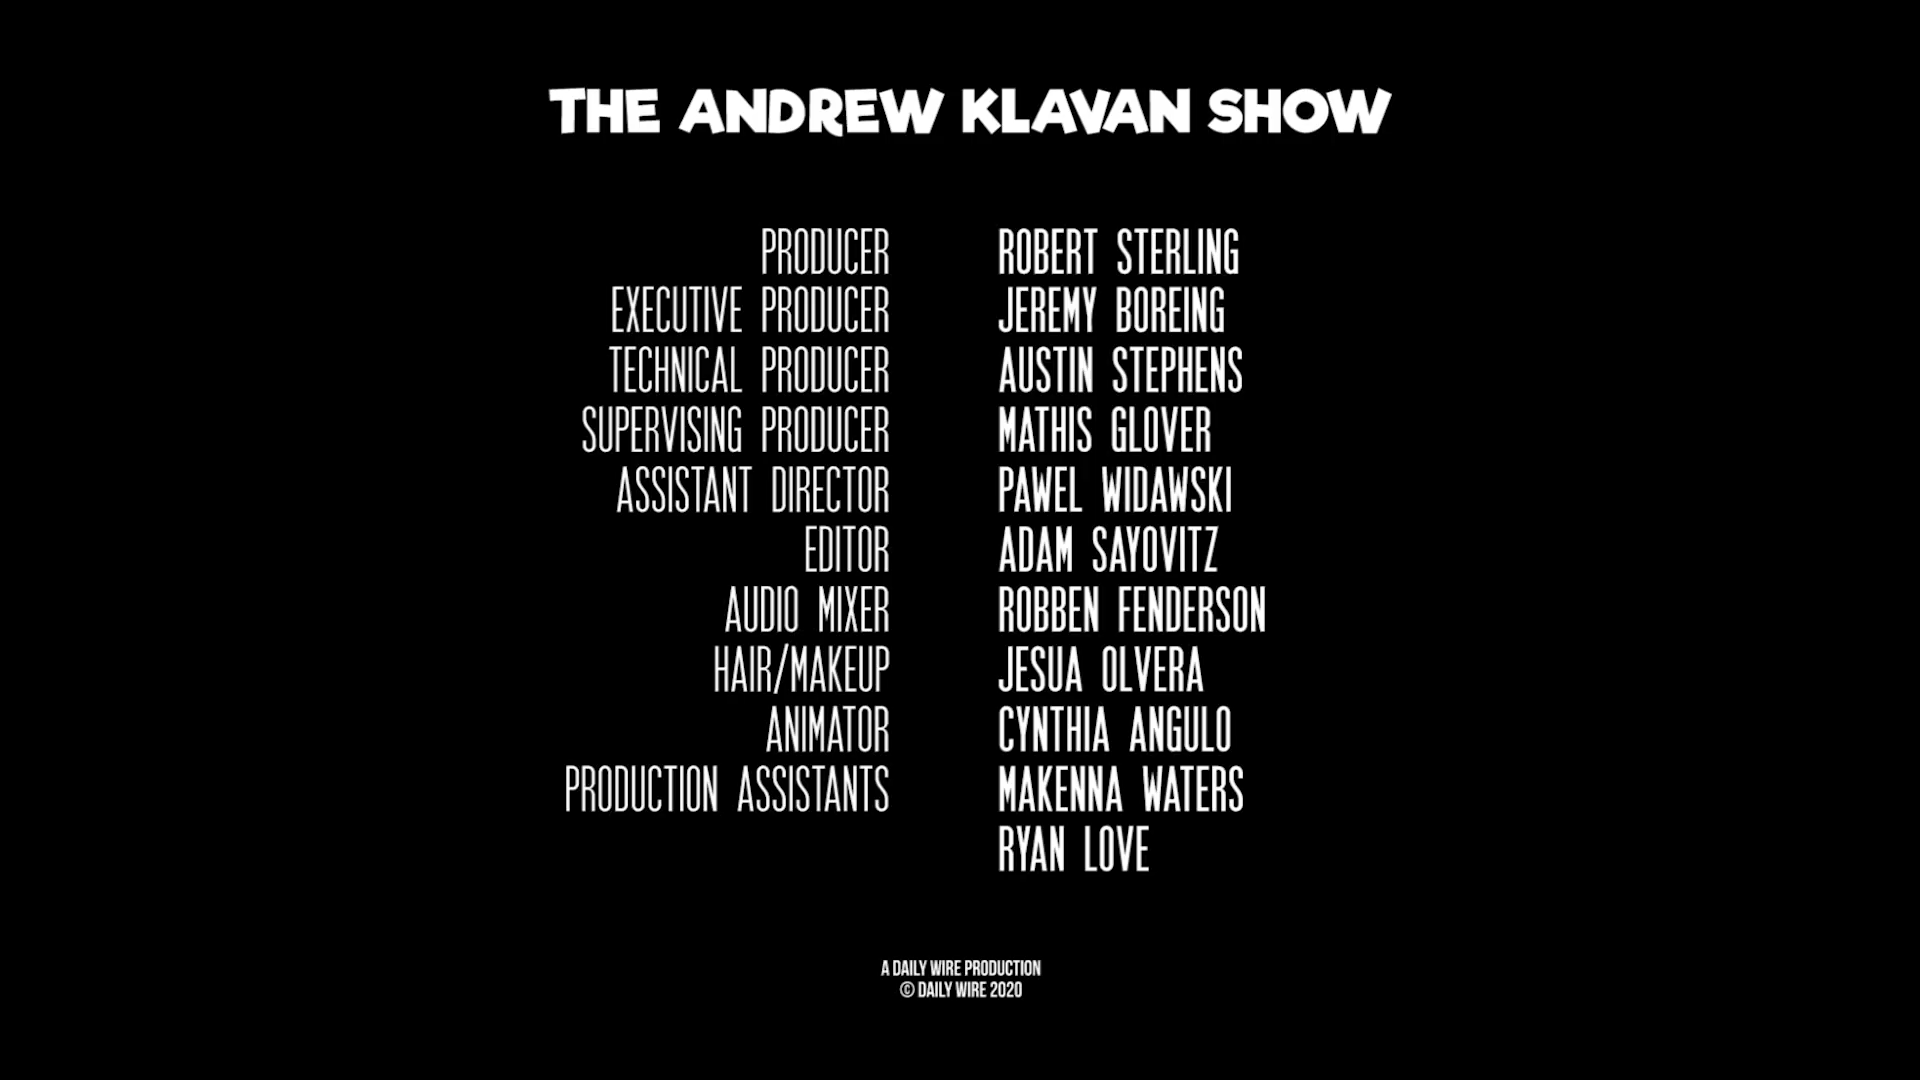 THE ANDREW KLAVAN SHOW
PRODUCER ROBERT STERLING
EXECUTIVE PRODUCER JEREMY BOREING
TECHNICAL PRODUCER AUSTIN STEPHENS
SUPERVISING PRODUCER MATHIS GLOVER
ASSISTANT DIRECTOR PAWEL WIDAWSKI
EDITOR ADAM SAYOVITZ
AUDIO MIXER ROBBEN FENDERSON
HAIR/MAKEUP JESUA OLVERA
ANIMATOR CYNTHIA ANGULO
PRODUCTION ASSISTANTS MAKENNA WATERS
RYAN LOVE
A DAILY WIRE PRODUCTION
© DAILY WIRE 2020